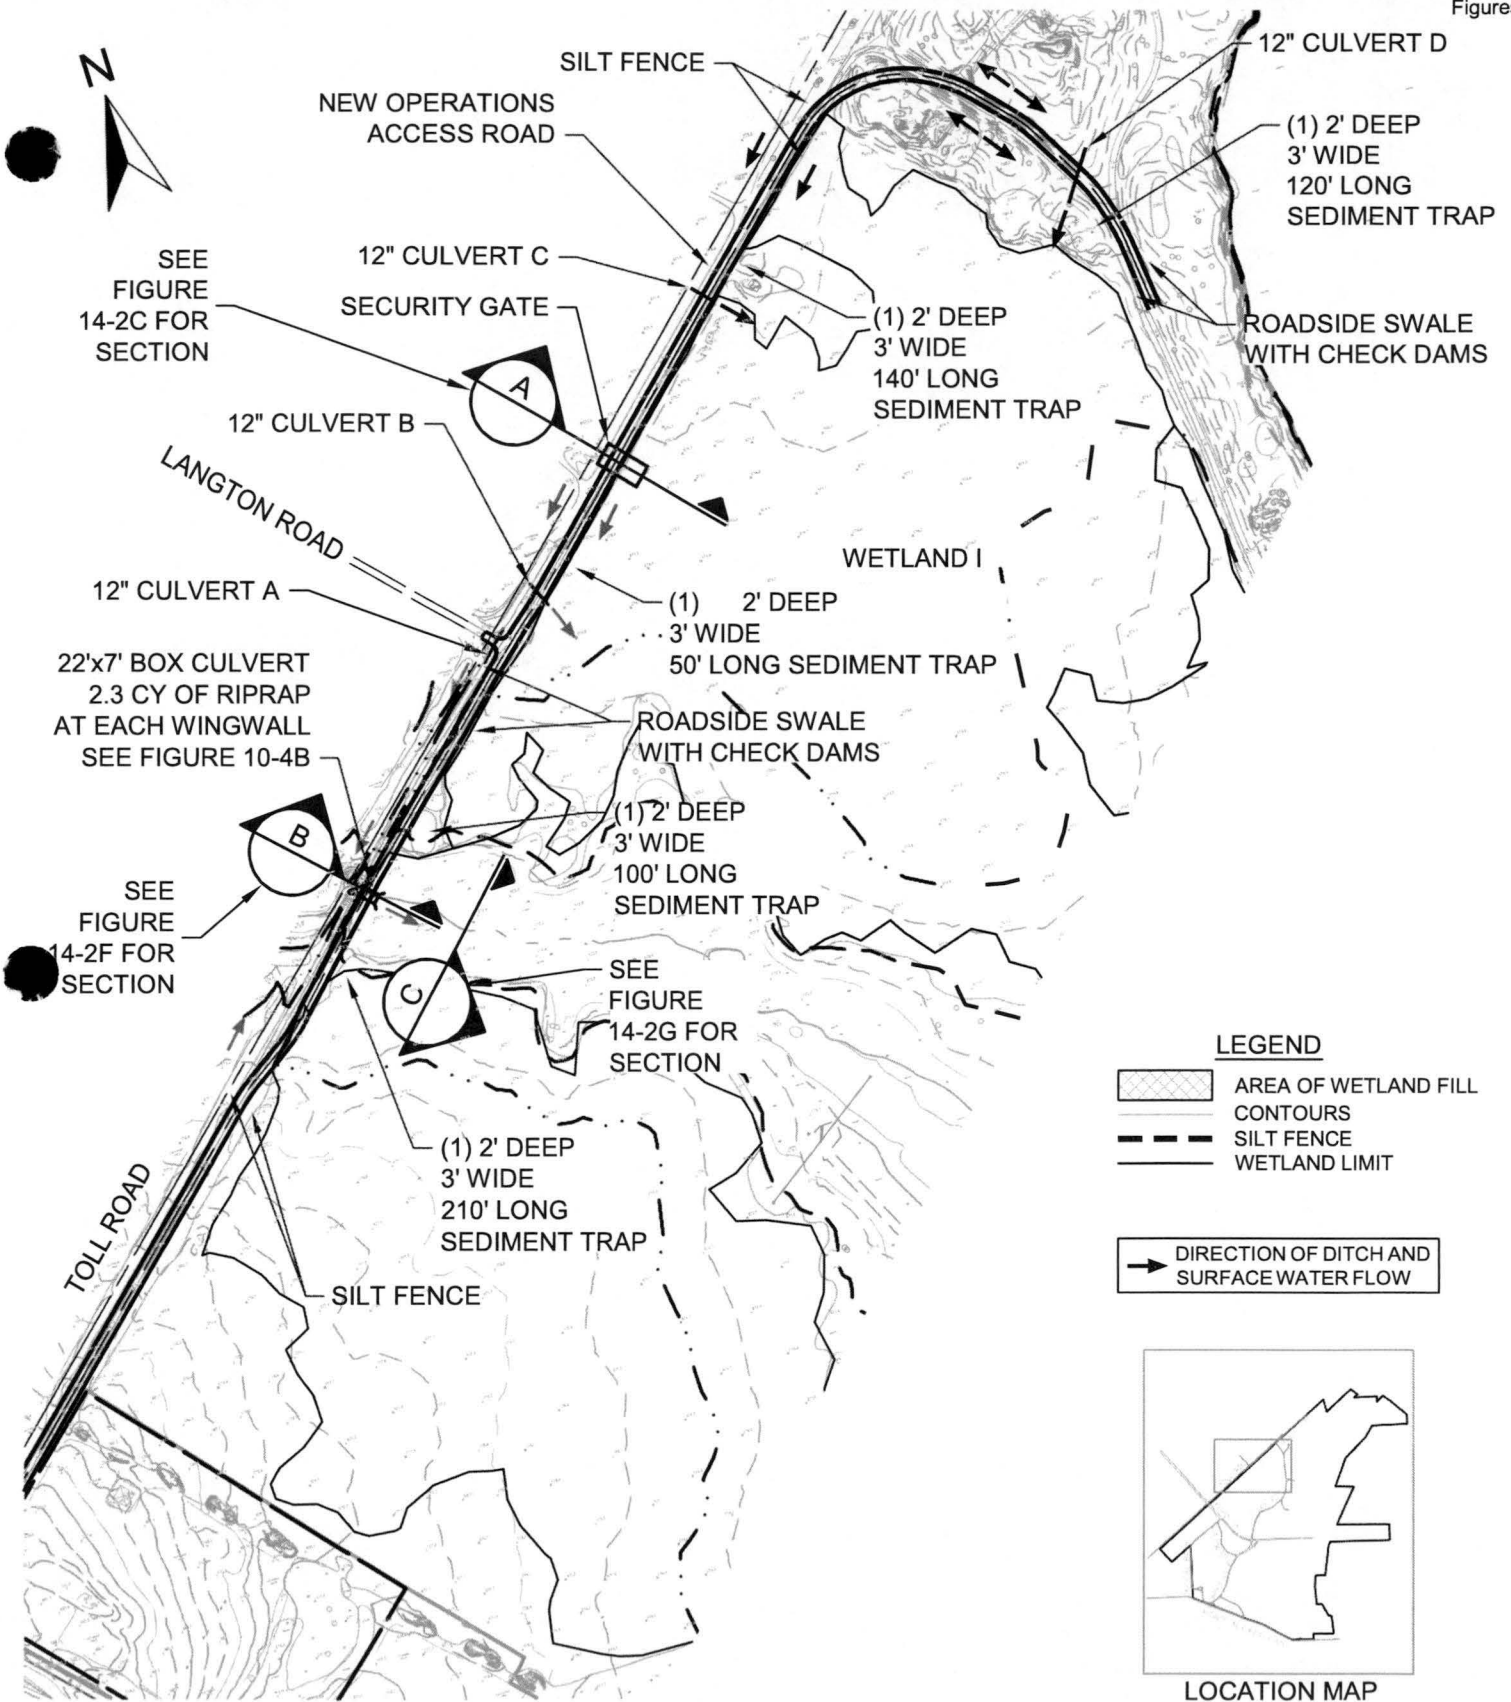 Figure
N
SILT FENCE
12" CULVERT D
NEW OPERATIONS
ACCESS ROAD
(1) 2' DEEP
3' WIDE
120' LONG
SEDIMENT TRAP
12" CULVERT C
SEE
FIGURE
14-2C FOR
SECTION
SECURITY GATE
(1) 2' DEEP
3' WIDE
140' LONG
SEDIMENT TRAP
ROADSIDE SWALE
WITH CHECK DAMS
A
12" CULVERT B
LANGTON ROAD
WETLAND I
12" CULVERT A
(1) 2' DEEP
3' WIDE
50' LONG SEDIMENT TRAP
22'x7' BOX CULVERT
2.3 CY OF RIPRAP
AT EACH WINGWALL
SEE FIGURE 10-4B
ROADSIDE SWALE
WITH CHECK DAMS
(1) 2' DEEP
3' WIDE
100' LONG
SEDIMENT TRAP
B
SEE
FIGURE
14-2F FOR
SECTION
C
SEE
FIGURE
14-2G FOR
SECTION
(1) 2' DEEP
3' WIDE
210' LONG
SEDIMENT TRAP
TOLL ROAD
SILT FENCE
LEGEND
AREA OF WETLAND FILL
CONTOURS
SILT FENCE
WETLAND LIMIT
DIRECTION OF DITCH AND
SURFACE WATER FLOW
LOCATION MAP